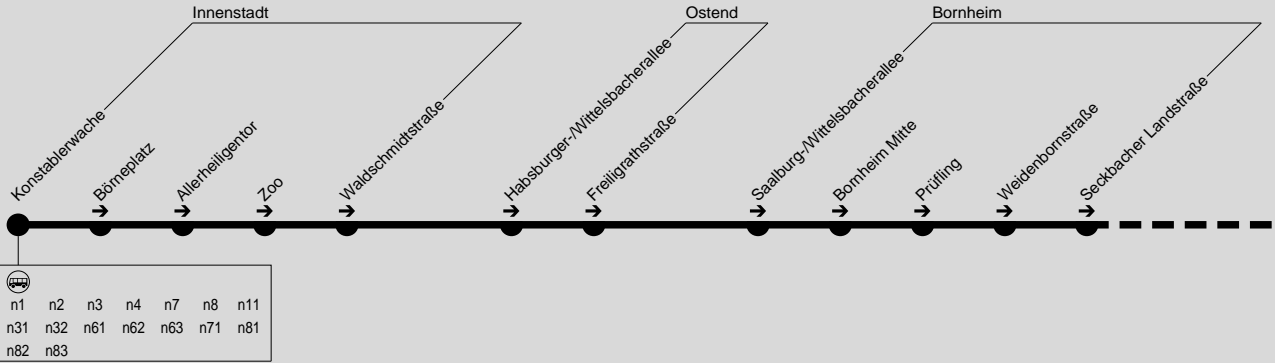 Innenstadt
Ostend
Bornheim
Konstablerwache
Börneplatz
Allerheiligentor
Zoo
Waldschmidtstraße
Habsburger-/Wittelsbacherallee
Freiligrathstraße
Saalburg-/Wittelsbacherallee
Bornheim Mitte
Prüfling
Weidenbornstraße
Seckbacher Landstraße
n1 n2 n3 n4 n7 n8 n11
n31 n32 n61 n62 n63 n71 n81
n82 n83